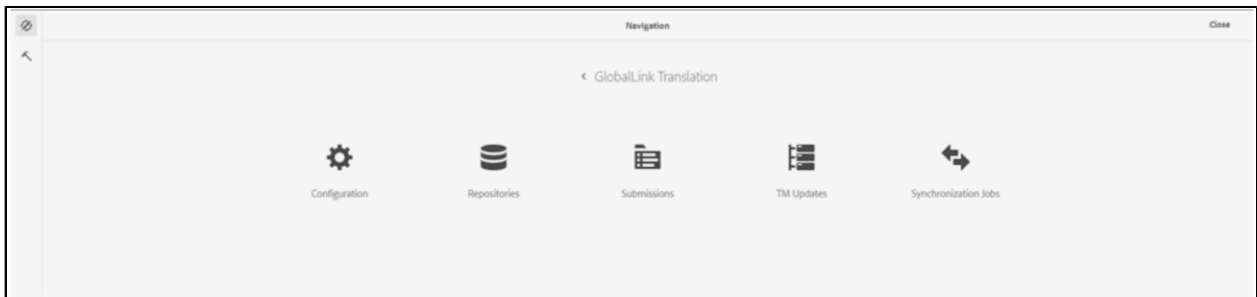 Navigation
Close
GlobalLink Translation
Configuration
Repositories
Submissions
TM Updates
Synchronization Jobs